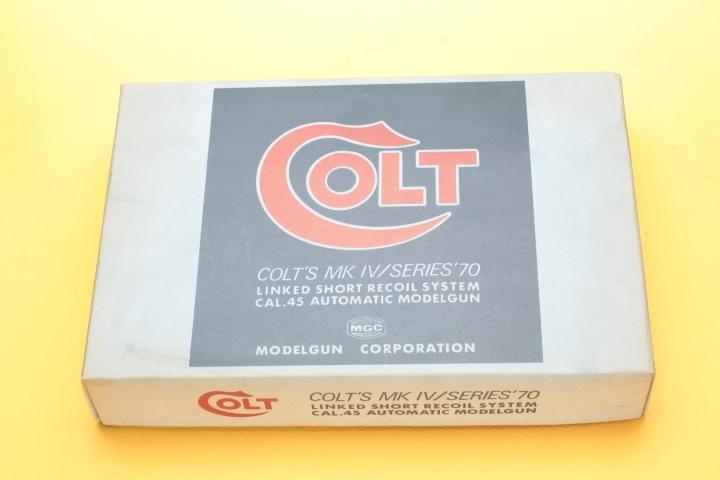 COLT
COLT'S MK IV/SERIES'70
LINKED SHORT RECOIL SYSTEM
CAL.45 AUTOMATIC MODELGUN
MGC
MODELGUN CORPORATION
COLT COLT'S MK IV/SERIES'70
LINKED SHORT RECOIL SYSTEM
CAL.45 AUTOMATIC MODELGUN